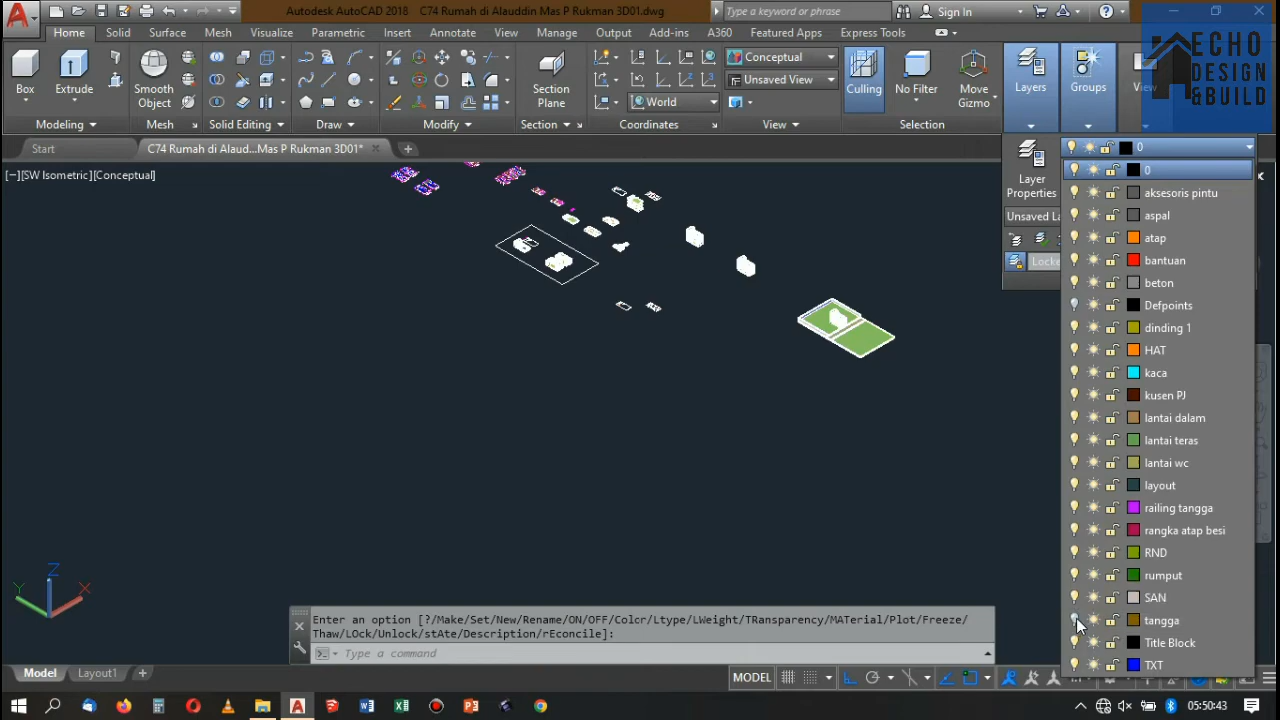 Autodesk AutoCAD 2018 C74 Rumah di Alauddin Mas P Rukman 3D01.dwg
Type a keyword or phrase
Sign In
Home Solid Surface Mesh Visualize Parametric Insert Annotate View Manage Output Add-ins A360 Featured Apps Express Tools
ECHO
DESIGN
&BUILD
Box
Extrude
Smooth
Object
Section
Plane
Conceptual
Unsaved View
World
Culling
No Filter
Move
Gizmo
Layers
Groups
View
Modeling
Mesh
Solid Editing
Draw
Modify
Section
Coordinates
View
Selection
Start
C74 Rumah di Alaud...Mas P Rukman 3D01*
[−][SW Isometric][Conceptual]
Layer
Properties
Unsaved La
Locke
0
0
aksesoris pintu
aspal
atap
bantuan
beton
Defpoints
dinding 1
HAT
kaca
kusen PJ
lantai dalam
lantai teras
lantai wc
layout
railing tangga
rangka atap besi
RND
rumput
SAN
tangga
Title Block
TXT
Z
Y
X
Enter an option [?/Make/Set/New/Rename/ON/OFF/Color/Ltype/LWeight/TRansparency/MATerial/Plot/Freeze/
Thaw/LOck/Unlock/stAte/Description/rEconcile]:
Type a command
Model
Layout1
MODEL
05:50:43